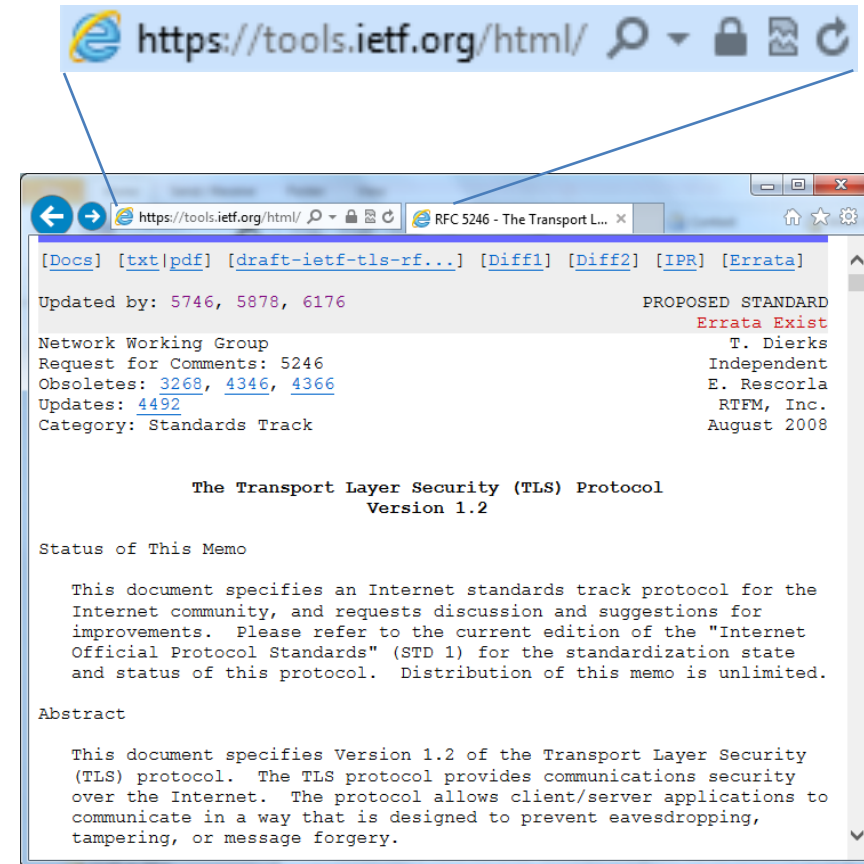 https://tools.ietf.org/html/
https://tools.ietf.org/html/
RFC 5246 - The Transport L... ×
[Docs] [txt|pdf] [draft-ietf-tls-rf...] [Diff1] [Diff2] [IPR] [Errata]
Updated by: 5746, 5878, 6176 PROPOSED STANDARD
Errata Exist
Network Working Group T. Dierks
Request for Comments: 5246 Independent
Obsoletes: 3268, 4346, 4366 E. Rescorla
Updates: 4492 RTFM, Inc.
Category: Standards Track August 2008
The Transport Layer Security (TLS) Protocol
Version 1.2
Status of This Memo
This document specifies an Internet standards track protocol for the
Internet community, and requests discussion and suggestions for
improvements. Please refer to the current edition of the "Internet
Official Protocol Standards" (STD 1) for the standardization state
and status of this protocol. Distribution of this memo is unlimited.
Abstract
This document specifies Version 1.2 of the Transport Layer Security
(TLS) protocol. The TLS protocol provides communications security
over the Internet. The protocol allows client/server applications to
communicate in a way that is designed to prevent eavesdropping,
tampering, or message forgery.